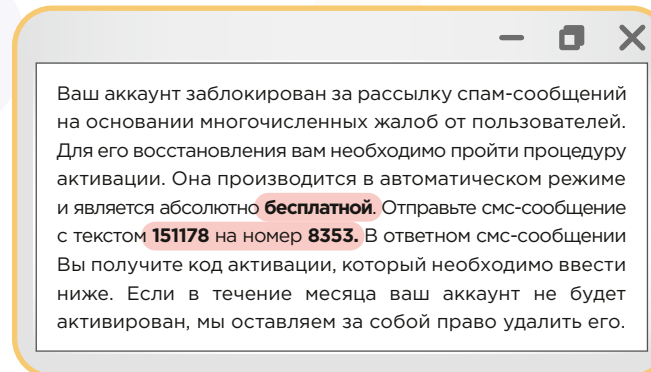 Ваш аккаунт заблокирован за рассылку спам-сообщений
на основании многочисленных жалоб от пользователей.
Для его восстановления вам необходимо пройти процедуру
активации. Она производится в автоматическом режиме
и является абсолютно бесплатной. Отправьте смс-сообщение
с текстом 151178 на номер 8353. В ответном смс-сообщении
Вы получите код активации, который необходимо ввести
ниже. Если в течение месяца ваш аккаунт не будет
активирован, мы оставляем за собой право удалить его.